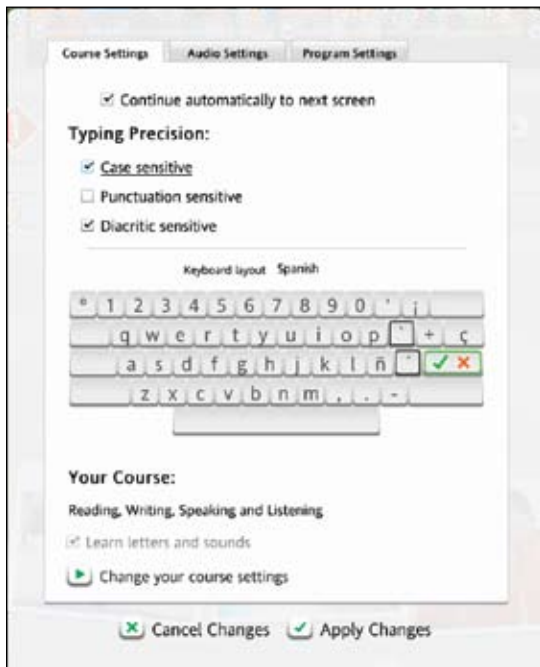 Course Settings Audio Settings Program Settings
Continue automatically to next screen
Typing Precision:
Case sensitive
Punctuation sensitive
Diacritic sensitive
Keyboard layout Spanish
º 1 2 3 4 5 6 7 8 9 0 ' ¡
q w e r t y u i o p ` + ç
a s d f g h j k l ñ ´
z x c v b n m , . -
Your Course:
Reading, Writing, Speaking and Listening
Learn letters and sounds
Change your course settings
Cancel Changes Apply Changes